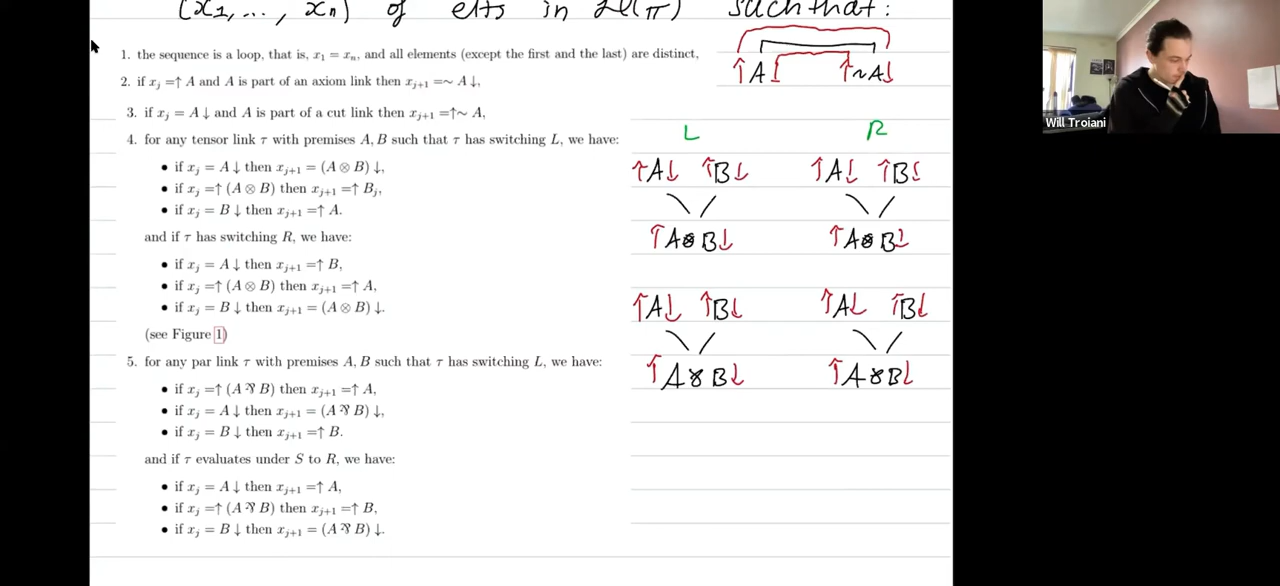 (x1, ..., xn) of elts in such that:
1. the sequence is a loop, that is, x₁ = xₙ, and all elements (except the first and the last) are distinct,
2. if xⱼ =↑ A and A is part of an axiom link then xⱼ₊₁ =∼ A ↓,
3. if xⱼ = A ↓ and A is part of a cut link then xⱼ₊₁ =↑∼ A,
4. for any tensor link τ with premises A, B such that τ has switching L, we have:
• if xⱼ = A ↓ then xⱼ₊₁ = (A ⊗ B) ↓,
• if xⱼ =↑ (A ⊗ B) then xⱼ₊₁ =↑ Bⱼ,
• if xⱼ = B ↓ then xⱼ₊₁ =↑ A.
and if τ has switching R, we have:
• if xⱼ = A ↓ then xⱼ₊₁ =↑ B,
• if xⱼ =↑ (A ⊗ B) then xⱼ₊₁ =↑ A,
• if xⱼ = B ↓ then xⱼ₊₁ = (A ⊗ B) ↓.
(see Figure 1)
5. for any par link τ with premises A, B such that τ has switching L, we have:
• if xⱼ =↑ (A ⅋ B) then xⱼ₊₁ =↑ A,
• if xⱼ = A ↓ then xⱼ₊₁ = (A ⅋ B) ↓,
• if xⱼ = B ↓ then xⱼ₊₁ =↑ B.
and if τ evaluates under S to R, we have:
• if xⱼ = A ↓ then xⱼ₊₁ =↑ A,
• if xⱼ =↑ (A ⅋ B) then xⱼ₊₁ =↑ B,
• if xⱼ = B ↓ then xⱼ₊₁ = (A ⅋ B) ↓.
↑A↓ ↑~A↓
L R
↑A↓ ↑B↓ ↑A↓ ↑B↓
↑A⊗B↓ ↑A⊗B↓
↑A↓ ↑B↓ ↑A↓ ↑B↓
↑A⅋B↓ ↑A⅋B↓
Will Troiani